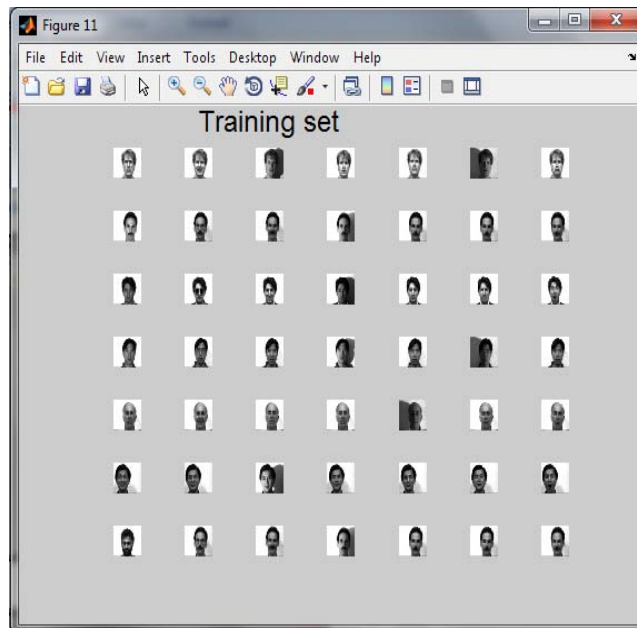 Figure 11
File Edit View Insert Tools Desktop Window Help
Training set